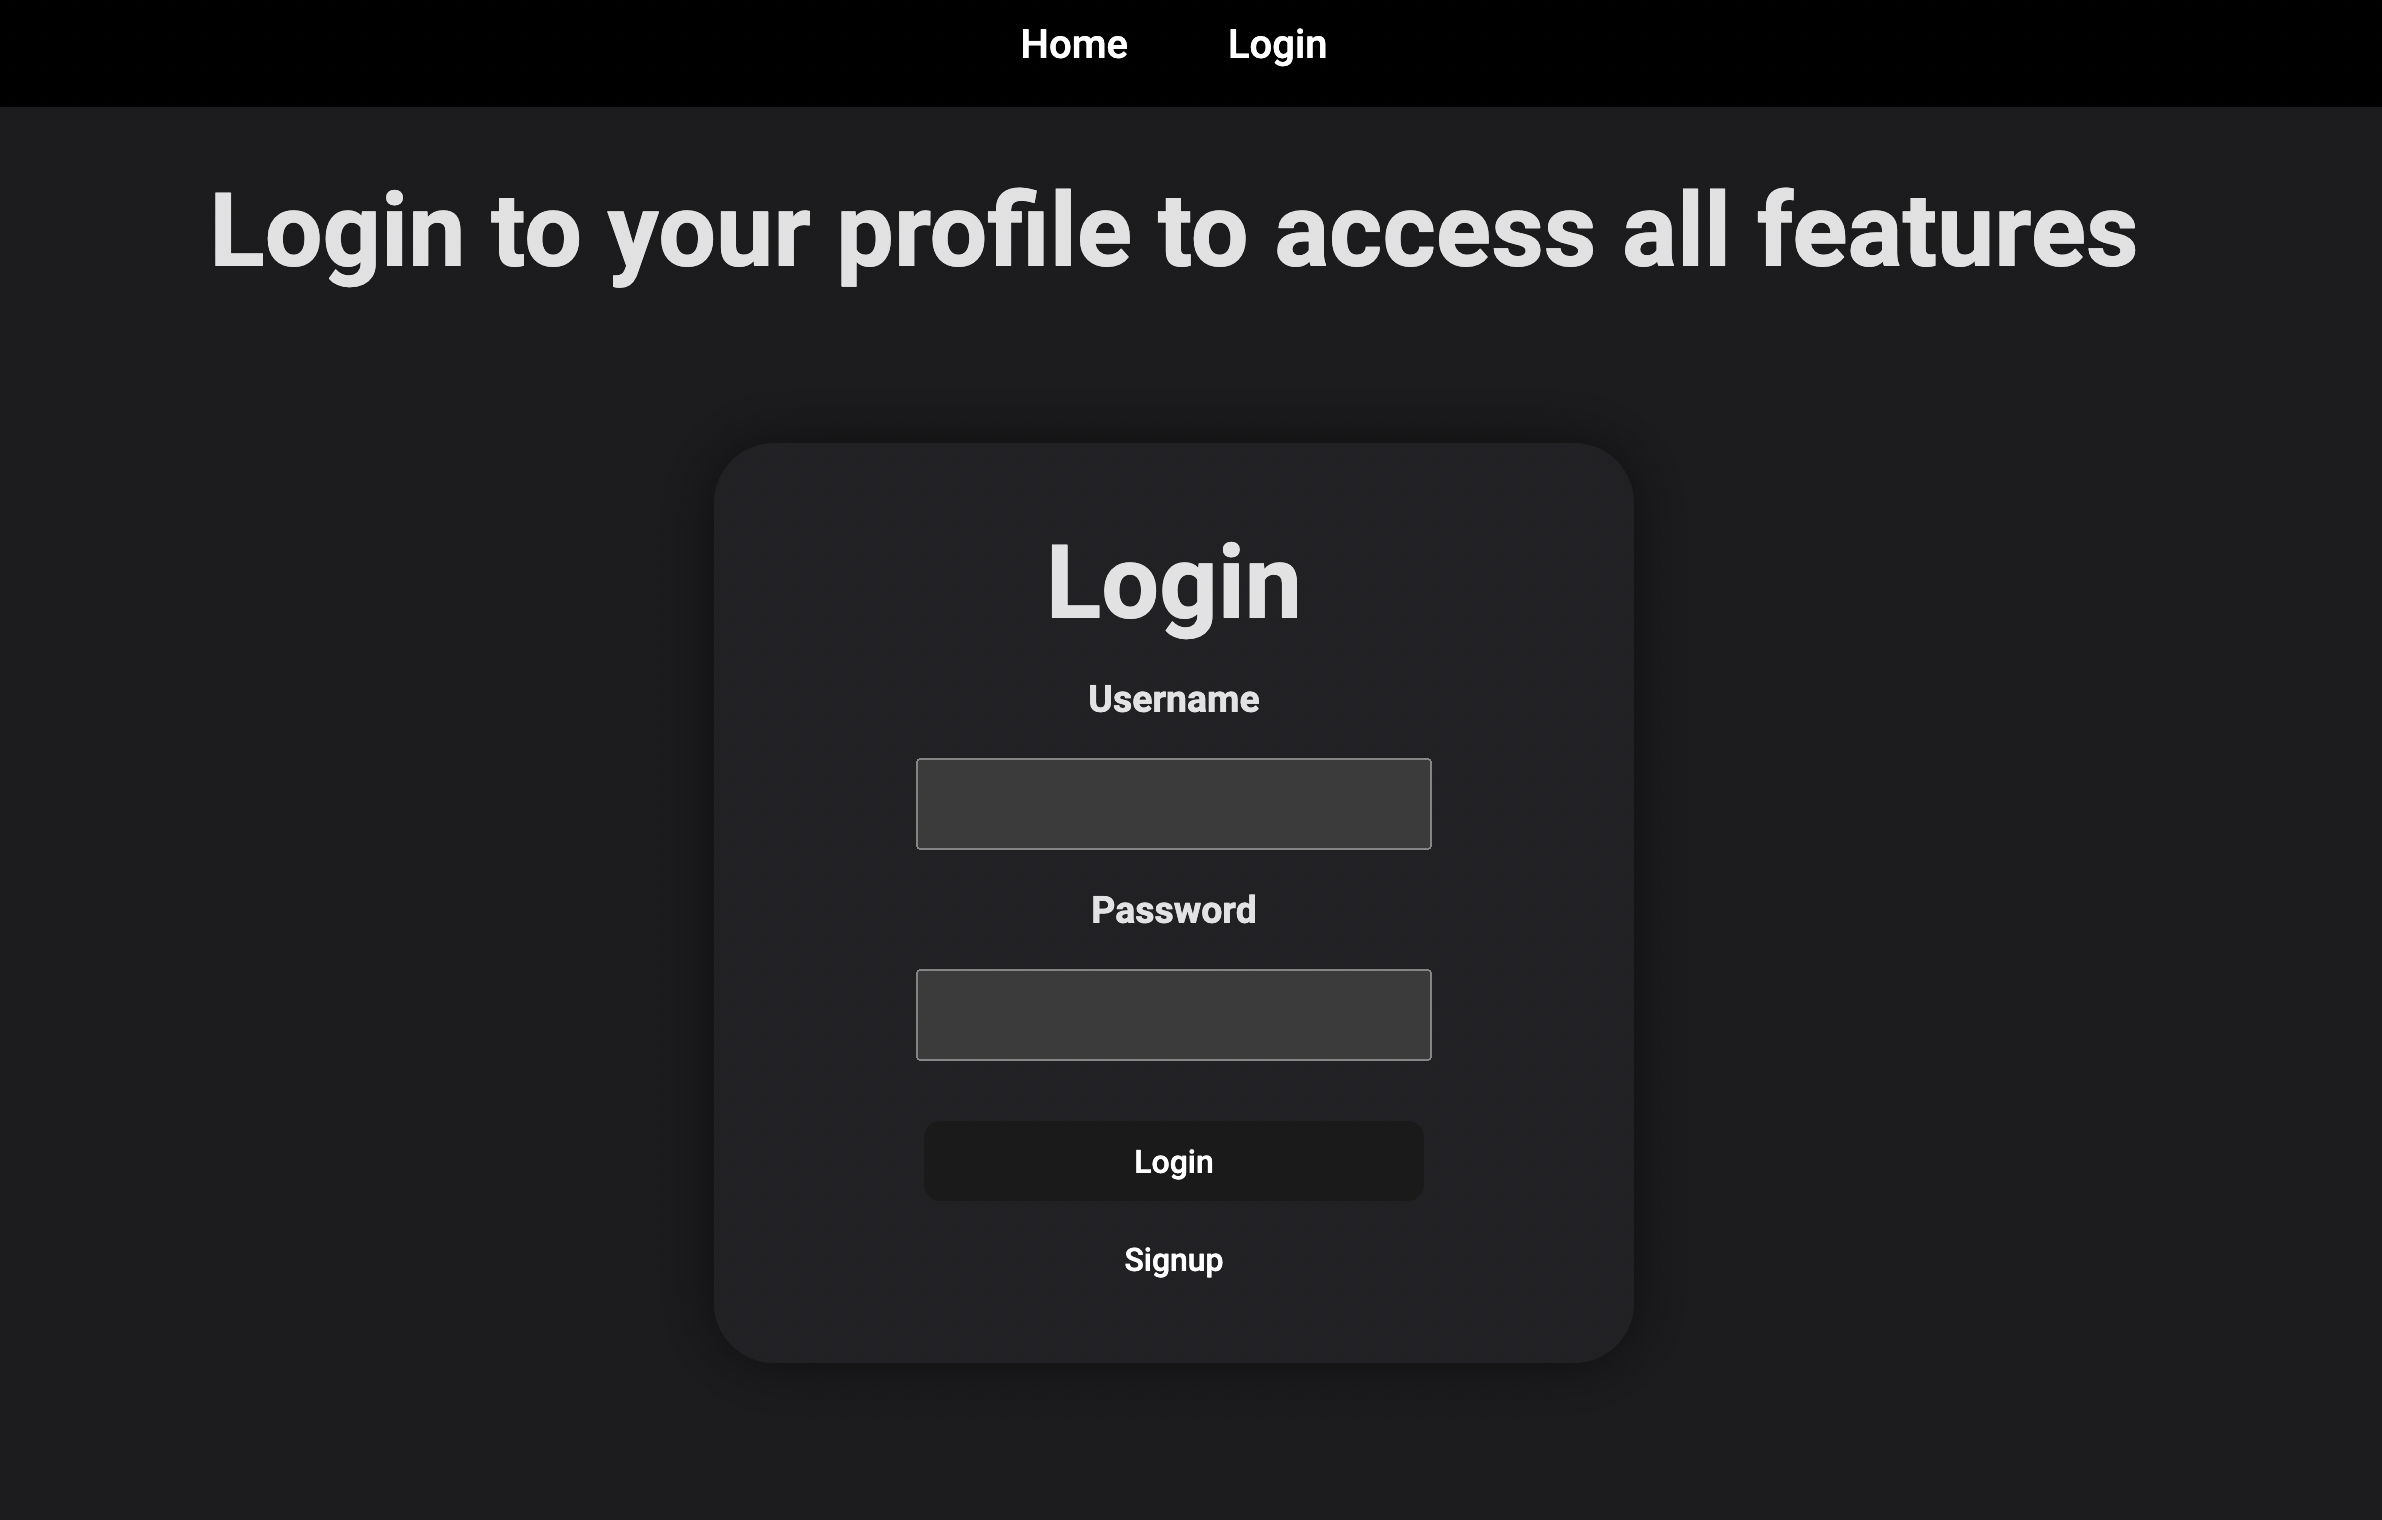 Home Login
Login to your profile to access all features
Login
Username
Password
Login
Signup